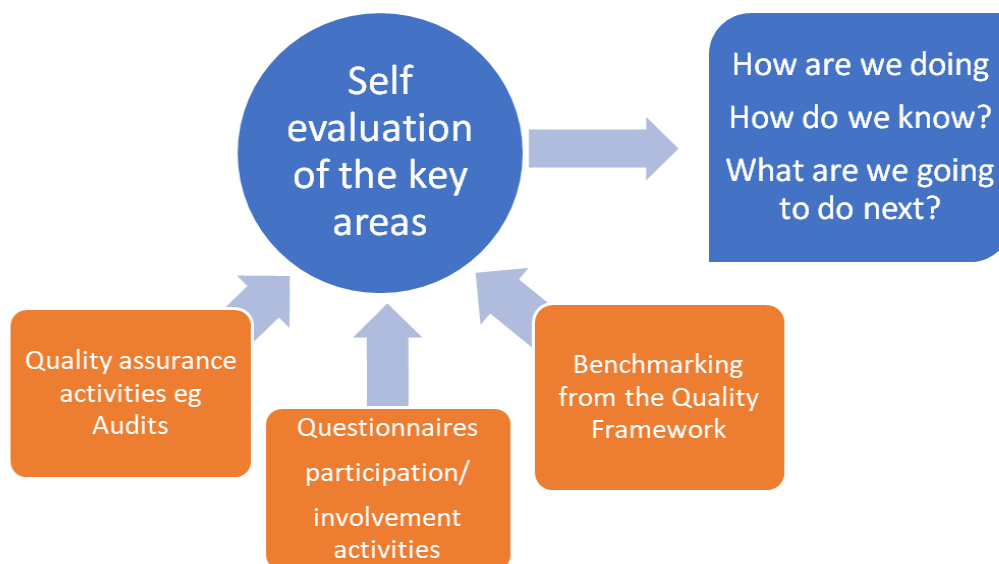 Self
evaluation
of the key
areas
How are we doing
How do we know?
What are we going
to do next?
Quality assurance
activities eg
Audits
Questionnaires
participation/
involvement
activities
Benchmarking
from the Quality
Framework